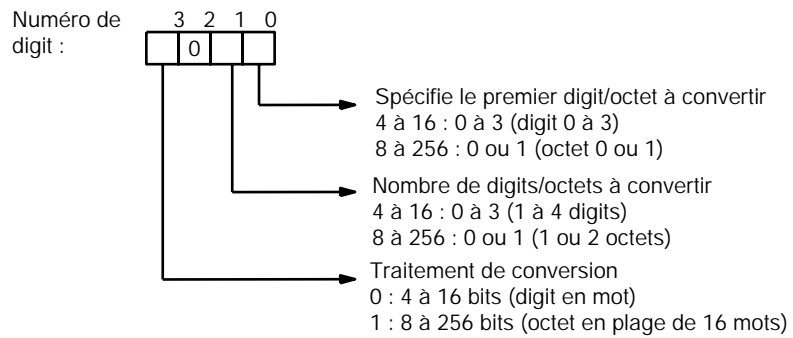 Numéro de
digit :
3 2 1 0
0
Spécifie le premier digit/octet à convertir
4 à 16 : 0 à 3 (digit 0 à 3)
8 à 256 : 0 ou 1 (octet 0 ou 1)
Nombre de digits/octets à convertir
4 à 16 : 0 à 3 (1 à 4 digits)
8 à 256 : 0 ou 1 (1 ou 2 octets)
Traitement de conversion
0 : 4 à 16 bits (digit en mot)
1 : 8 à 256 bits (octet en plage de 16 mots)